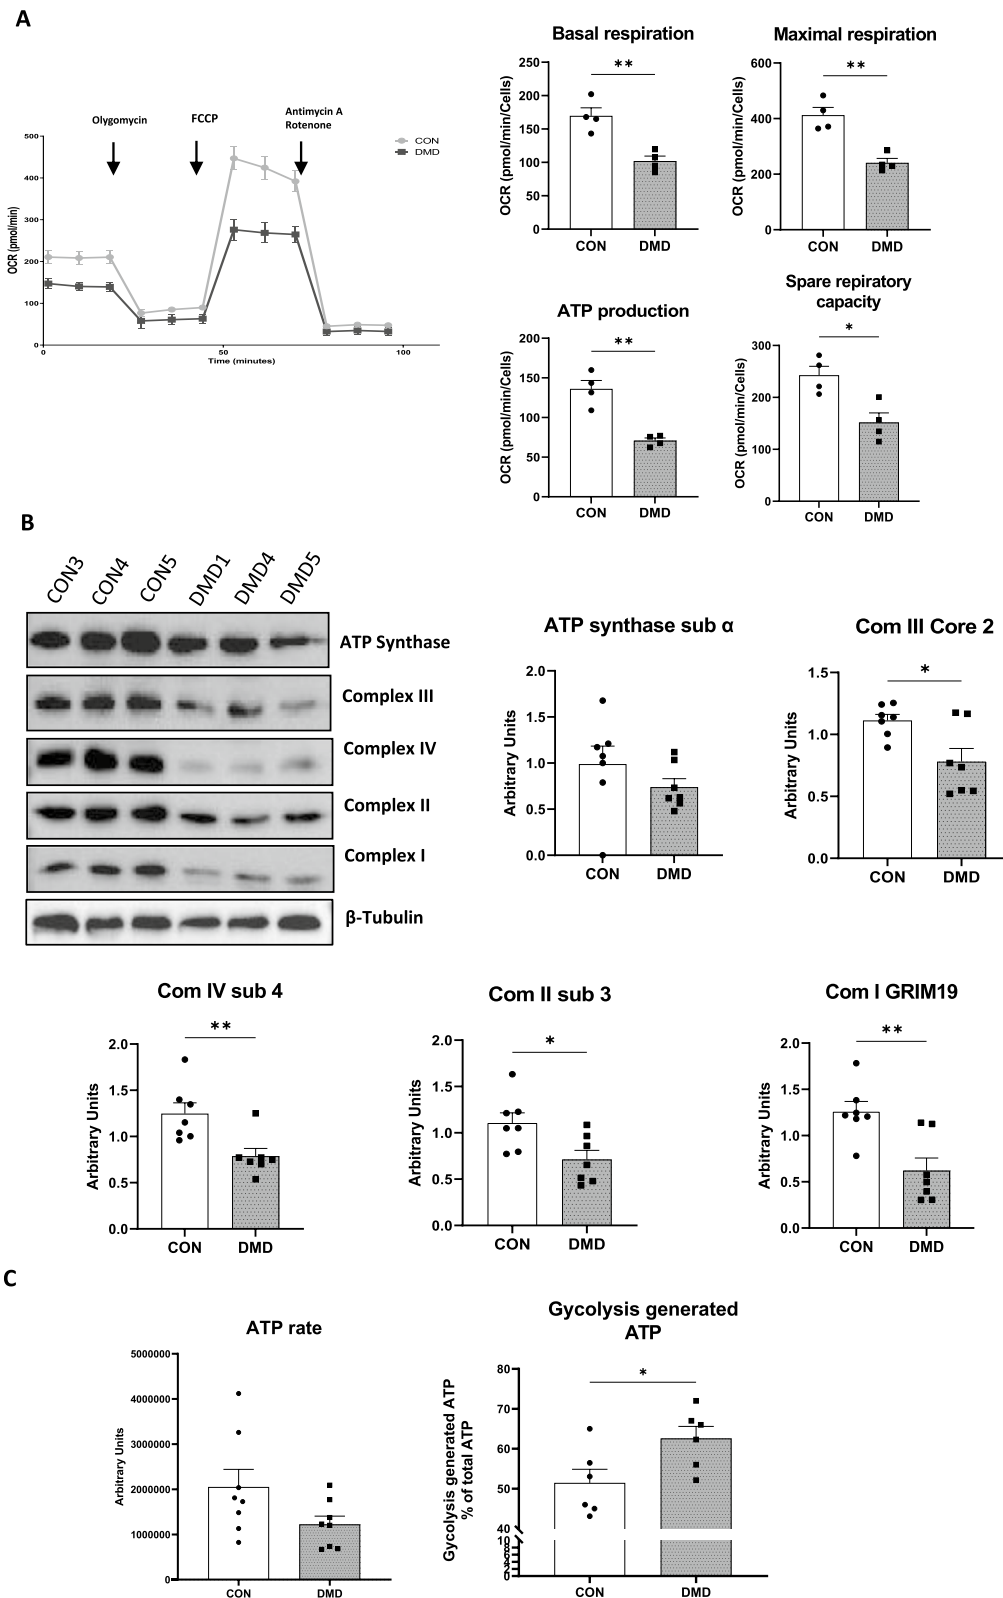 A
Olygomycin
FCCP
Antimycin A
Rotenone
CON
DMD
OCR (pmol/min)
500
400
300
200
100
0
0
50
100
Time (minutes)
Basal respiration
**
OCR (pmol/min/Cells)
250
200
150
100
50
0
CON
DMD
Maximal respiration
**
OCR (pmol/min/Cells)
600
400
200
0
CON
DMD
ATP production
**
OCR (pmol/min/Cells)
200
150
100
50
0
CON
DMD
Spare repiratory
capacity
*
OCR (pmol/min/Cells)
300
200
100
0
CON
DMD
B
CON3
CON4
CON5
DMD1
DMD4
DMD5
ATP Synthase
Complex III
Complex IV
Complex II
Complex I
β-Tubulin
ATP synthase sub α
Arbitrary Units
2.0
1.5
1.0
0.5
0.0
CON
DMD
Com III Core 2
*
Arbitrary Units
1.5
1.0
0.5
0.0
CON
DMD
Com IV sub 4
**
Arbitrary Units
2.0
1.5
1.0
0.5
0.0
CON
DMD
Com II sub 3
*
Arbitrary Units
2.0
1.5
1.0
0.5
0.0
CON
DMD
Com I GRIM19
**
Arbitrary Units
2.0
1.5
1.0
0.5
0.0
CON
DMD
C
ATP rate
Arbitrary Units
5000000
4000000
3000000
2000000
1000000
0
CON
DMD
Gycolysis generated
ATP
*
Gycolysis generated ATP
% of total ATP
80
70
60
50
40
10
8
6
4
2
0
CON
DMD